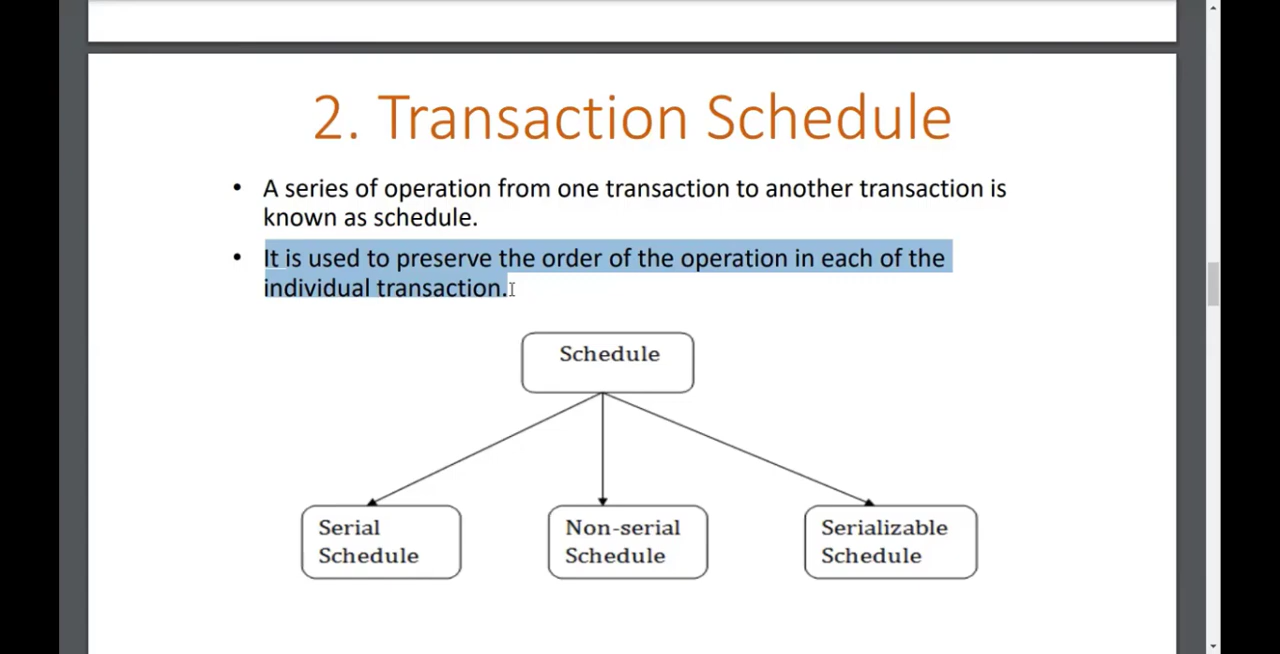 2. Transaction Schedule
• A series of operation from one transaction to another transaction is
known as schedule.
• It is used to preserve the order of the operation in each of the
individual transaction.
Schedule
Serial
Schedule
Non-serial
Schedule
Serializable
Schedule